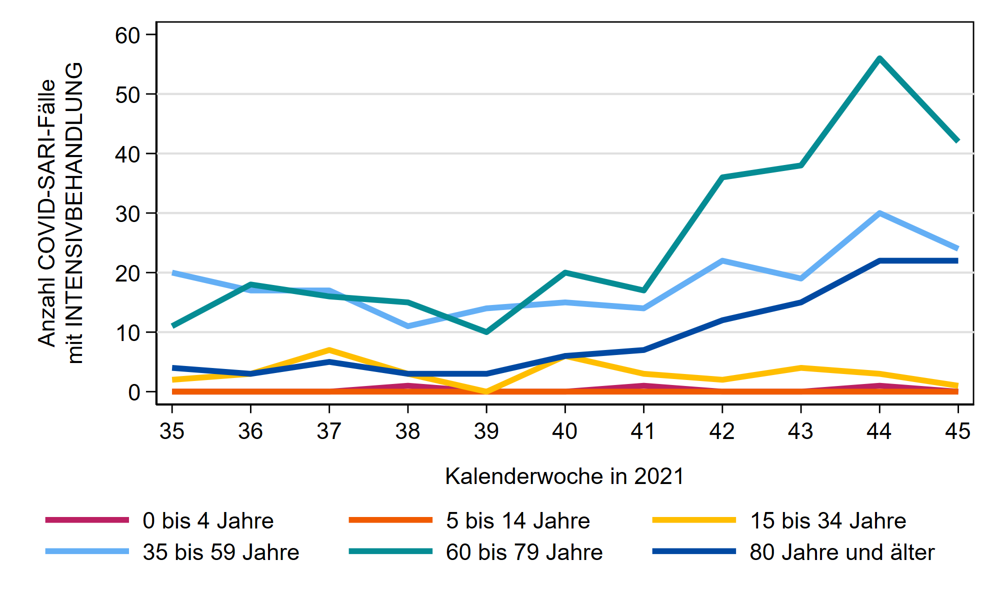 Anzahl COVID-SARI-Fälle
mit INTENSIVBEHANDLUNG
60
50
40
30
20
10
0
35 36 37 38 39 40 41 42 43 44 45
Kalenderwoche in 2021
0 bis 4 Jahre 5 bis 14 Jahre 15 bis 34 Jahre
35 bis 59 Jahre 60 bis 79 Jahre 80 Jahre und älter